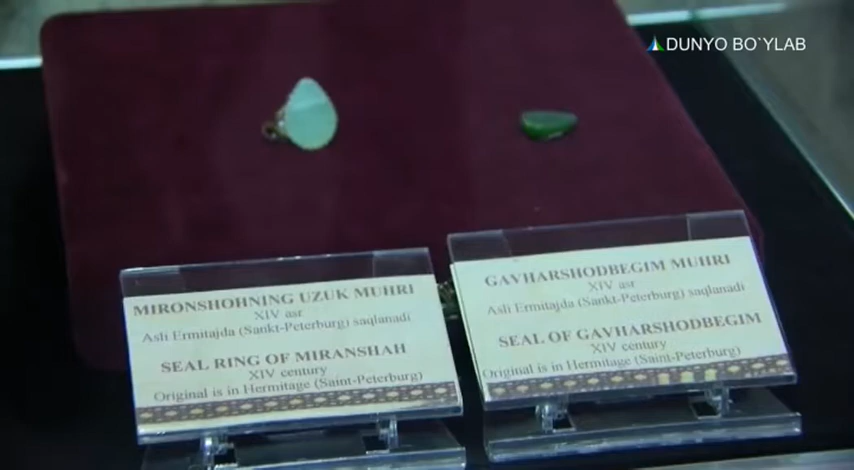 DUNYO BO`YLAB
MIRONSHOHNING UZUK MUHRI
XIV asr
Asli Ermitajda (Sankt-Peterburg) saqlanadi
SEAL RING OF MIRANSHAH
XIV century
Original is in Hermitage (Saint-Peterburg)
GAVHARSHODBEGIM MUHRI
XIV asr
Asli Ermitajda (Sankt-Peterburg) saqlanadi
SEAL OF GAVHARSHODBEGIM
XIV century
Original is in Hermitage (Saint-Peterburg)